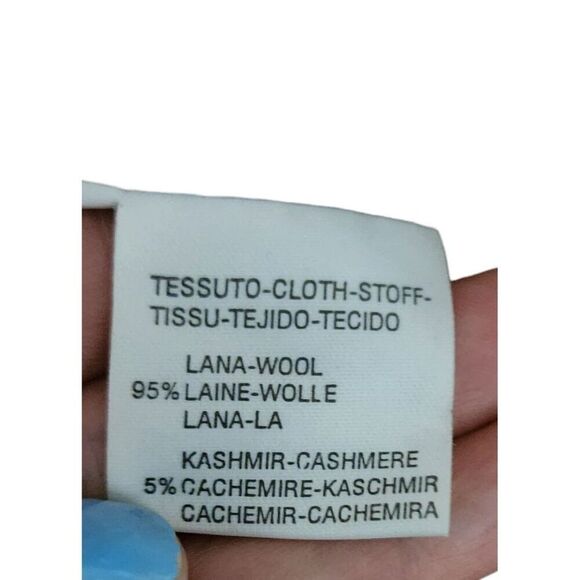 TESSUTO-CLOTH-STOFF-
TISSU-TEJIDO-TECIDO
LANA-WOOL
95% LAINE-WOLLE
LANA-LA
KASHMIR-CASHMERE
5% CACHEMIRE-KASCHMIR
CACHEMIR-CACHEMIRA